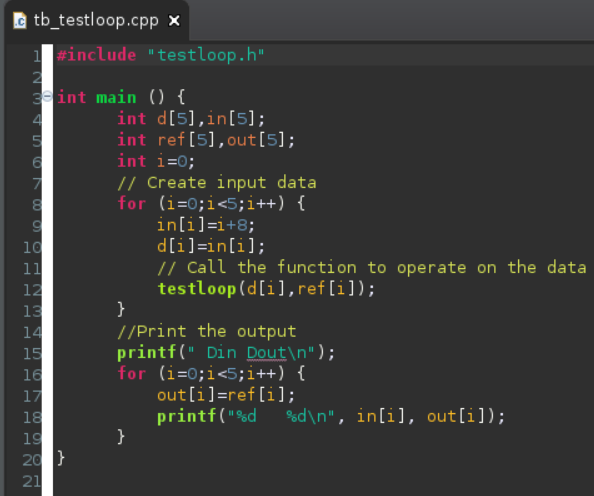 tb_testloop.cpp
1 #include "testloop.h"
2
3 int main () {
4 int d[5],in[5];
5 int ref[5],out[5];
6 int i=0;
7 // Create input data
8 for (i=0;i<5;i++) {
9 in[i]=i+8;
10 d[i]=in[i];
11 // Call the function to operate on the data
12 testloop(d[i],ref[i]);
13 }
14 //Print the output
15 printf(" Din Dout\n");
16 for (i=0;i<5;i++) {
17 out[i]=ref[i];
18 printf("%d   %d\n", in[i], out[i]);
19 }
20 }
21